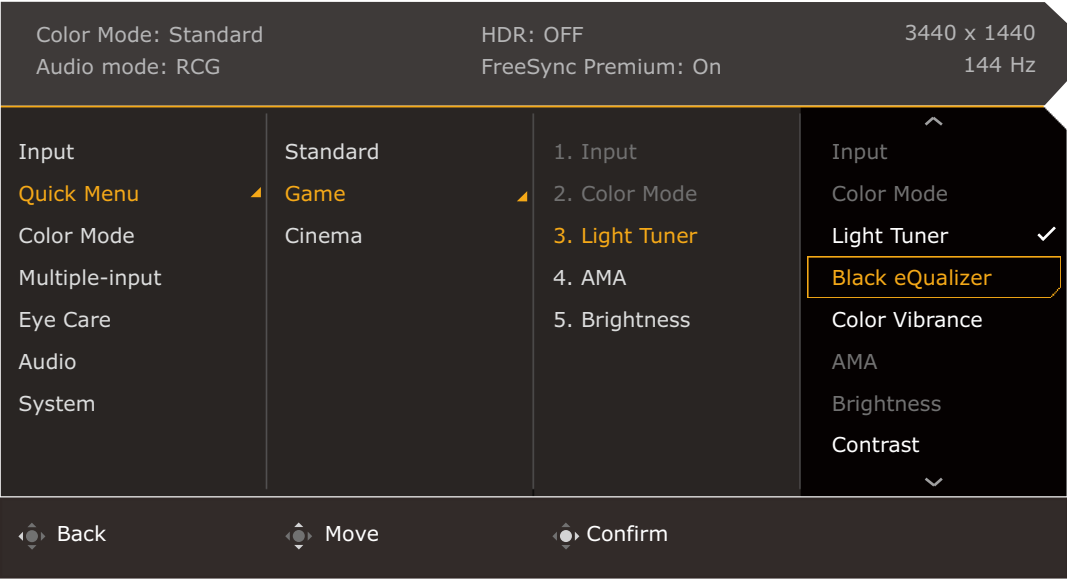 Color Mode: Standard
HDR: OFF
3440 x 1440
Audio mode: RCG
FreeSync Premium: On
144 Hz
Input
Quick Menu
Color Mode
Multiple-input
Eye Care
Audio
System
Standard
Game
Cinema
1. Input
2. Color Mode
3. Light Tuner
4. AMA
5. Brightness
Input
Color Mode
Light Tuner
Black eQualizer
Color Vibrance
AMA
Brightness
Contrast
Back
Move
Confirm